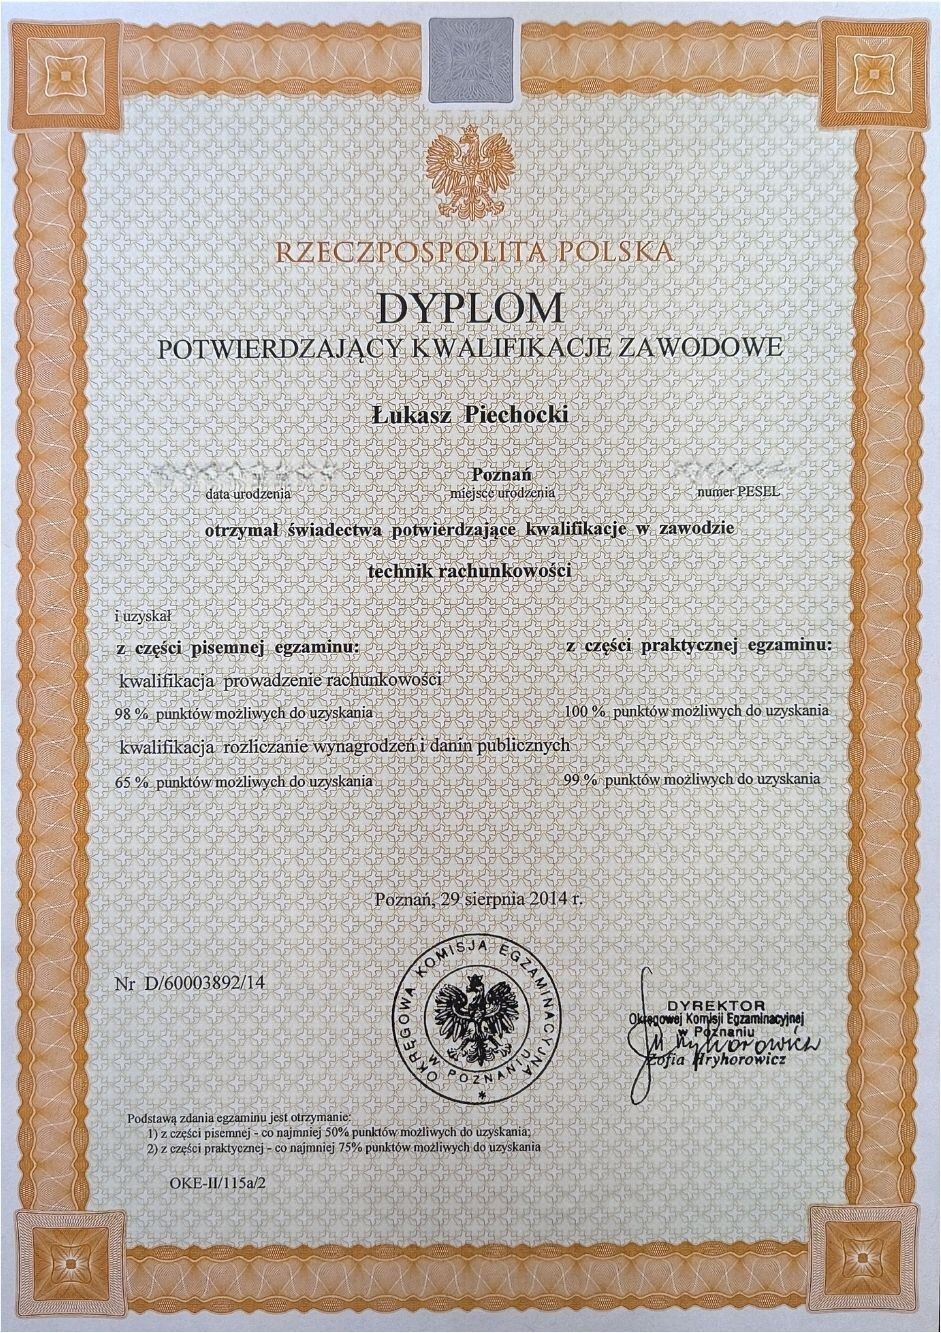 RZECZPOSPOLITA POLSKA
DYPLOM
POTWIERDZAJĄCY KWALIFIKACJE ZAWODOWE
Łukasz Piechocki
Poznań
data urodzenia miejsce urodzenia numer PESEL
otrzymał świadectwa potwierdzające kwalifikacje w zawodzie
technik rachunkowości
i uzyskał
z części pisemnej egzaminu: z części praktycznej egzaminu:
kwalifikacja prowadzenie rachunkowości
98 % punktów możliwych do uzyskania 100 % punktów możliwych do uzyskania
kwalifikacja rozliczanie wynagrodzeń i danin publicznych
65 % punktów możliwych do uzyskania 99 % punktów możliwych do uzyskania
Poznań, 29 sierpnia 2014 r.
Nr D/60003892/14
OKRĘGOWA KOMISJA EGZAMINACYJNA
W POZNANIU
DYREKTOR
Okręgowej Komisji Egzaminacyjnej
w Poznaniu
Zofia Hryhorowicz
Podstawą zdania egzaminu jest otrzymanie:
1) z części pisemnej - co najmniej 50% punktów możliwych do uzyskania;
2) z części praktycznej - co najmniej 75% punktów możliwych do uzyskania
OKE-II/115a/2